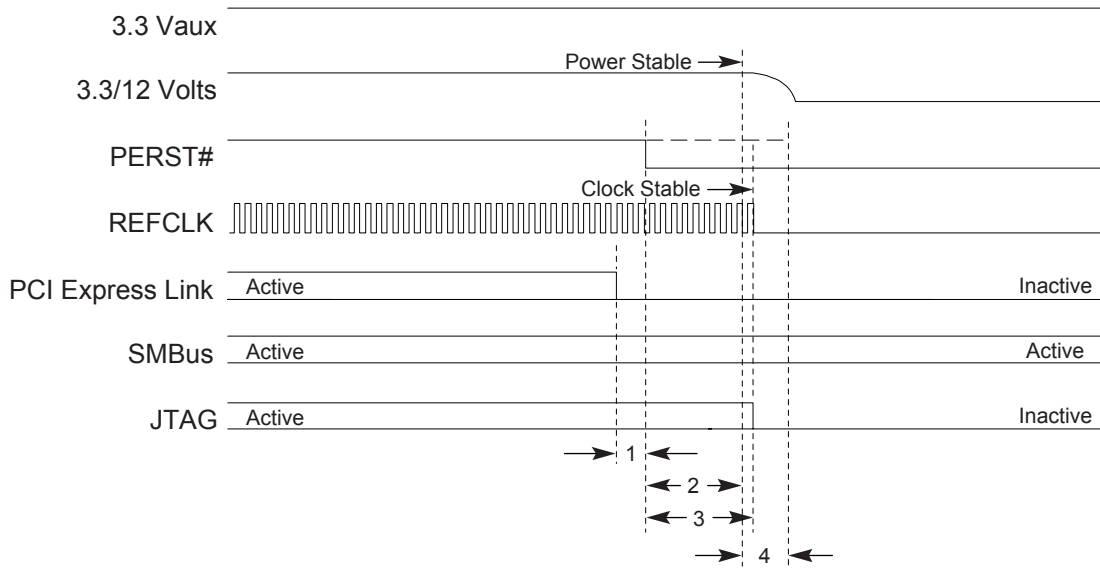 3.3 Vaux
Power Stable
3.3/12 Volts
PERST#
Clock Stable
REFCLK
PCI Express Link Active Inactive
SMBus Active Active
JTAG Active Inactive
1
2
3
4